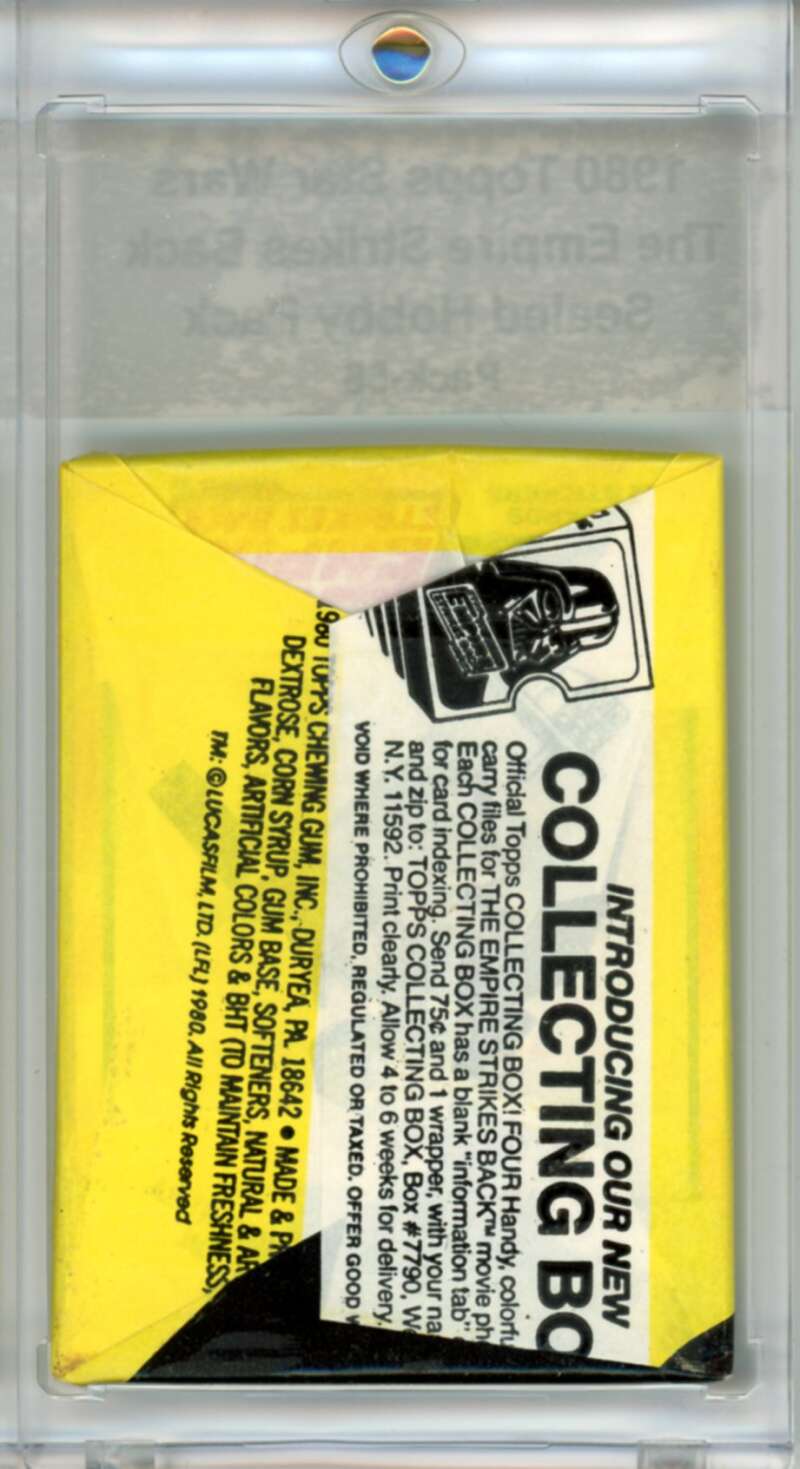 1980 Topps Star Wars
The Empire Strikes Back
Sealed Hobby Pack
INTRODUCING OUR NEW
COLLECTING BO
Official Topps COLLECTING BOX! FOUR Handy, colorfu
carry files for THE EMPIRE STRIKES BACK™ movie ph
Each COLLECTING BOX has a blank "information tab"
for card indexing. Send 75¢ and 1 wrapper, with your na
and zip to: TOPPS COLLECTING BOX, Box #7790, We
N.Y. 11592. Print clearly. Allow 4 to 6 weeks for delivery.
VOID WHERE PROHIBITED, REGULATED OR TAXED. OFFER GOOD W
1980 TOPPS CHEWING GUM, INC., DURYEA, PA. 18642 • MADE & PR
DEXTROSE, CORN SYRUP, GUM BASE, SOFTENERS, NATURAL & AR
FLAVORS, ARTIFICIAL COLORS & BHT (TO MAINTAIN FRESHNESS)
TM: © LUCASFILM, LTD. (LFL) 1980. All Rights Reserved